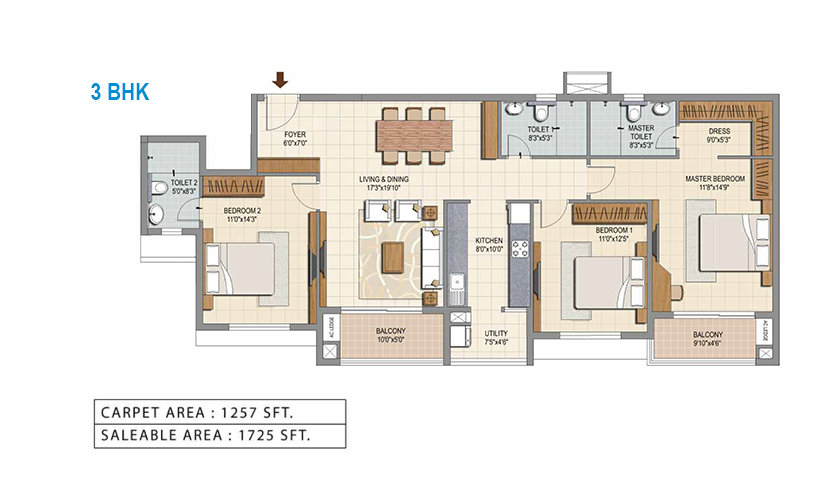 3 BHK
FOYER
6'0"X7'0"
TOILET 1
8'3"X5'3"
MASTER
TOILET
8'3"X5'3"
DRESS
9'0"X5'3"
TOILET 2
5'0"X8'3"
LIVING & DINING
17'3"X19'10"
MASTER BEDROOM
11'8"X14'9"
BEDROOM 2
11'0"X14'3"
KITCHEN
8'0"X10'0"
BEDROOM 1
11'0"X12'5"
AC LEDGE
BALCONY
10'0"X5'0"
UTILITY
7'5"X4'6"
BALCONY
9'10"X4'6"
AC LEDGE
CARPET AREA : 1257 SFT.
SALEABLE AREA : 1725 SFT.